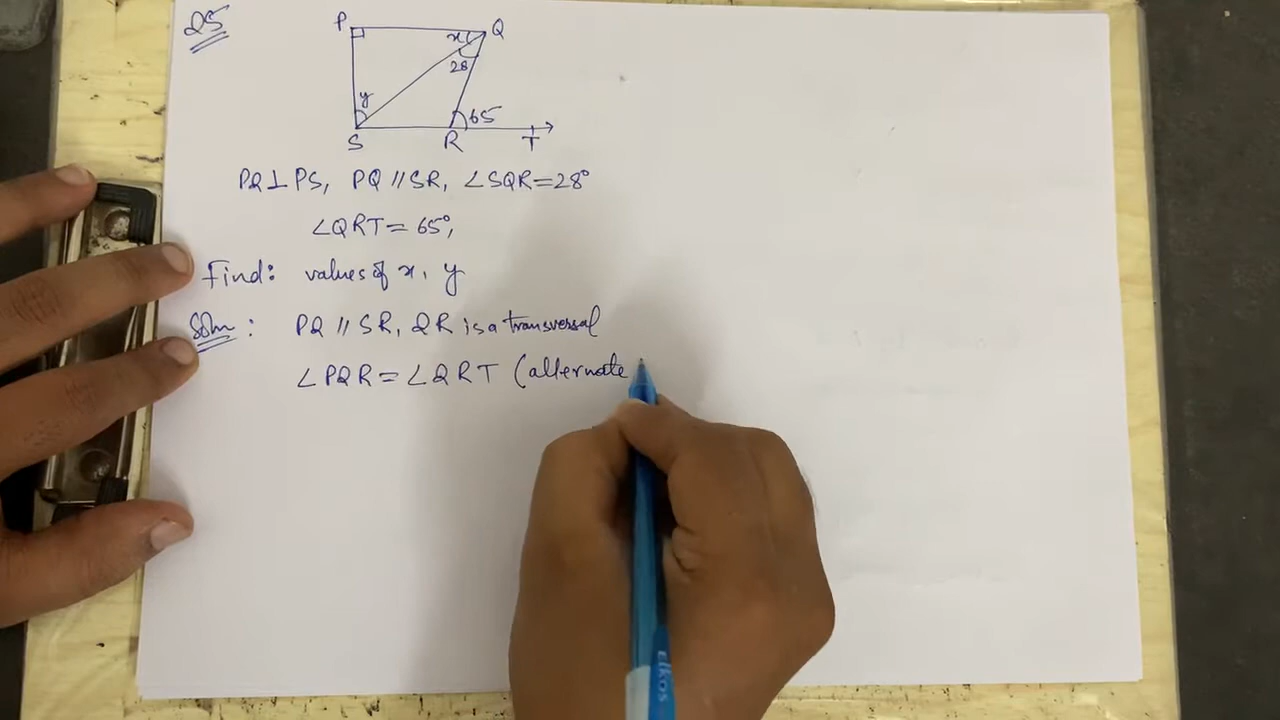 Q5
P Q
x
28
y
65
S R T
PQ ⊥ PS, PQ // SR, ∠SQR = 28°
∠QRT = 65°,
Find: values of x, y
Soln: PQ // SR, QR is a transversal
∠PQR = ∠QRT (alternate
elkos